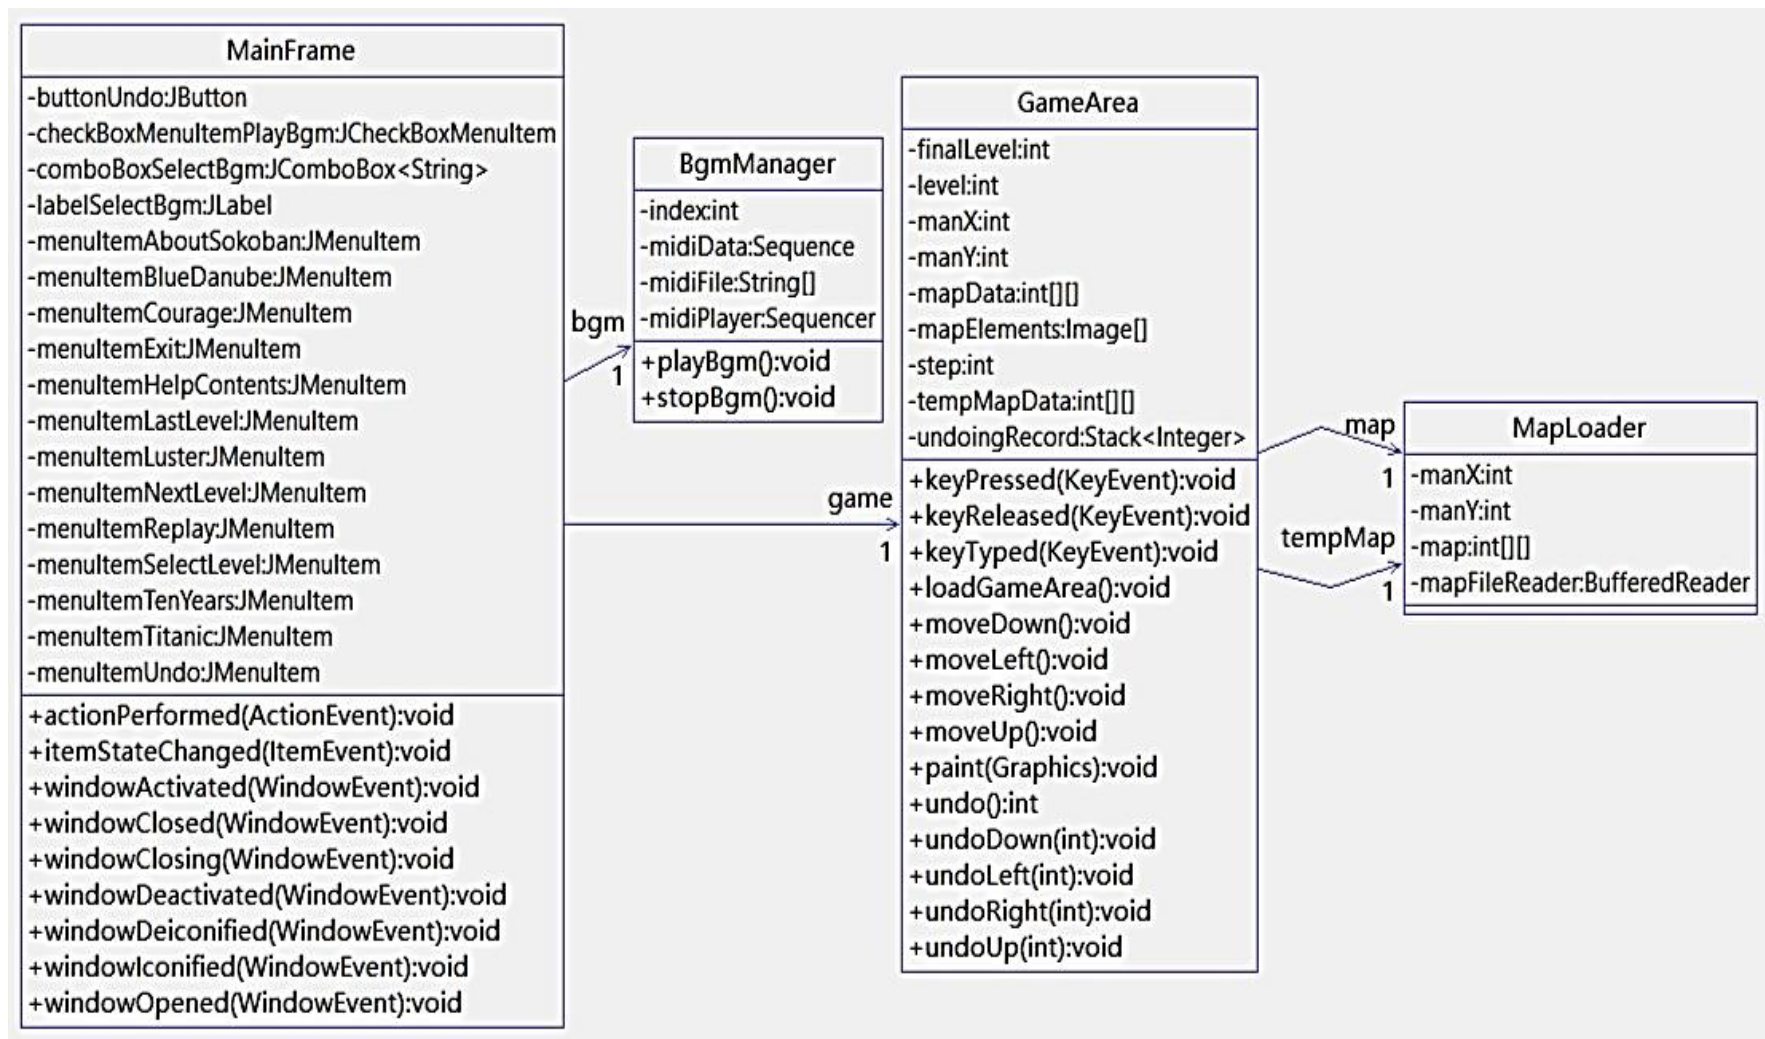 MainFrame
-buttonUndo:JButton
-checkBoxMenuItemPlayBgm:JCheckBoxMenuItem
-comboBoxSelectBgm:JComboBox<String>
-labelSelectBgm:JLabel
-menuItemAboutSokoban:JMenuItem
-menuItemBlueDanube:JMenuItem
-menuItemCourage:JMenuItem
-menuItemExit:JMenuItem
-menuItemHelpContents:JMenuItem
-menuItemLastLevel:JMenuItem
-menuItemLuster:JMenuItem
-menuItemNextLevel:JMenuItem
-menuItemReplay:JMenuItem
-menuItemSelectLevel:JMenuItem
-menuItemTenYears:JMenuItem
-menuItemTitanic:JMenuItem
-menuItemUndo:JMenuItem
+actionPerformed(ActionEvent):void
+itemStateChanged(ItemEvent):void
+windowActivated(WindowEvent):void
+windowClosed(WindowEvent):void
+windowClosing(WindowEvent):void
+windowDeactivated(WindowEvent):void
+windowDeiconified(WindowEvent):void
+windowIconified(WindowEvent):void
+windowOpened(WindowEvent):void
bgm
1
BgmManager
-index:int
-midiData:Sequence
-midiFile:String[]
-midiPlayer:Sequencer
+playBgm():void
+stopBgm():void
game
1
GameArea
-finalLevel:int
-level:int
-manX:int
-manY:int
-mapData:int[][]
-mapElements:Image[]
-step:int
-tempMapData:int[][]
-undoingRecord:Stack<Integer>
+keyPressed(KeyEvent):void
+keyReleased(KeyEvent):void
+keyTyped(KeyEvent):void
+loadGameArea():void
+moveDown():void
+moveLeft():void
+moveRight():void
+moveUp():void
+paint(Graphics):void
+undo():int
+undoDown(int):void
+undoLeft(int):void
+undoRight(int):void
+undoUp(int):void
map
1
tempMap
1
MapLoader
-manX:int
-manY:int
-map:int[][]
-mapFileReader:BufferedReader